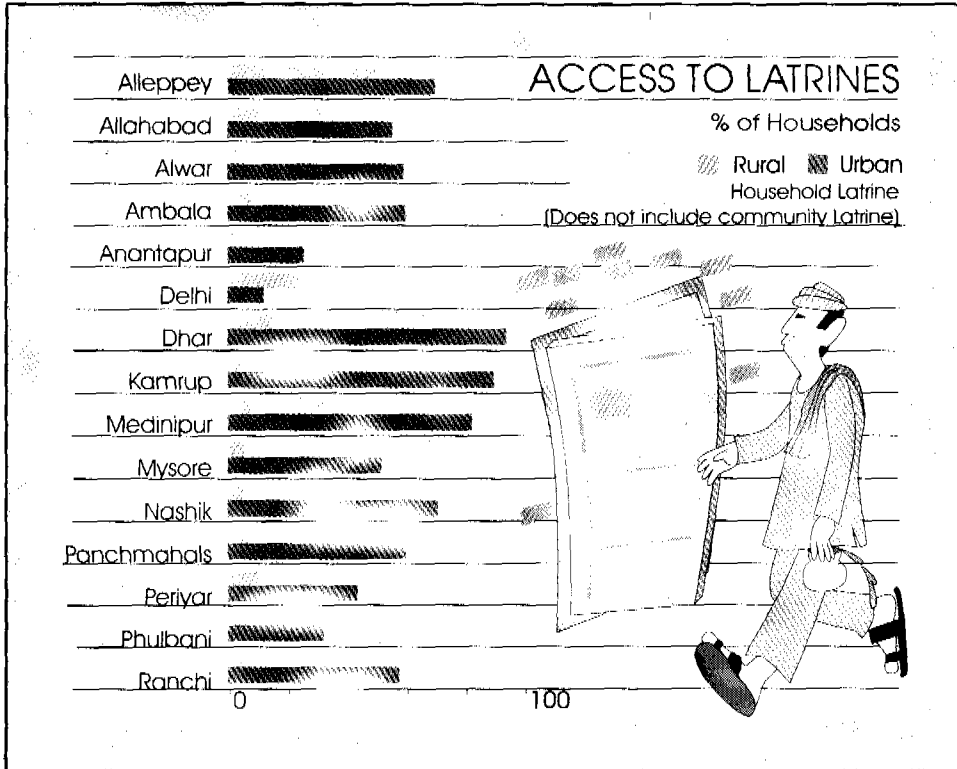 ACCESS TO LATRINES
% of Households
Rural Urban
Household Latrine
(Does not include community Latrine)
Alleppey
Allahabad
Alwar
Ambala
Anantapur
Delhi
Dhar
Kamrup
Medinipur
Mysore
Nashik
Panchmahals
Periyar
Phulbani
Ranchi
0 100